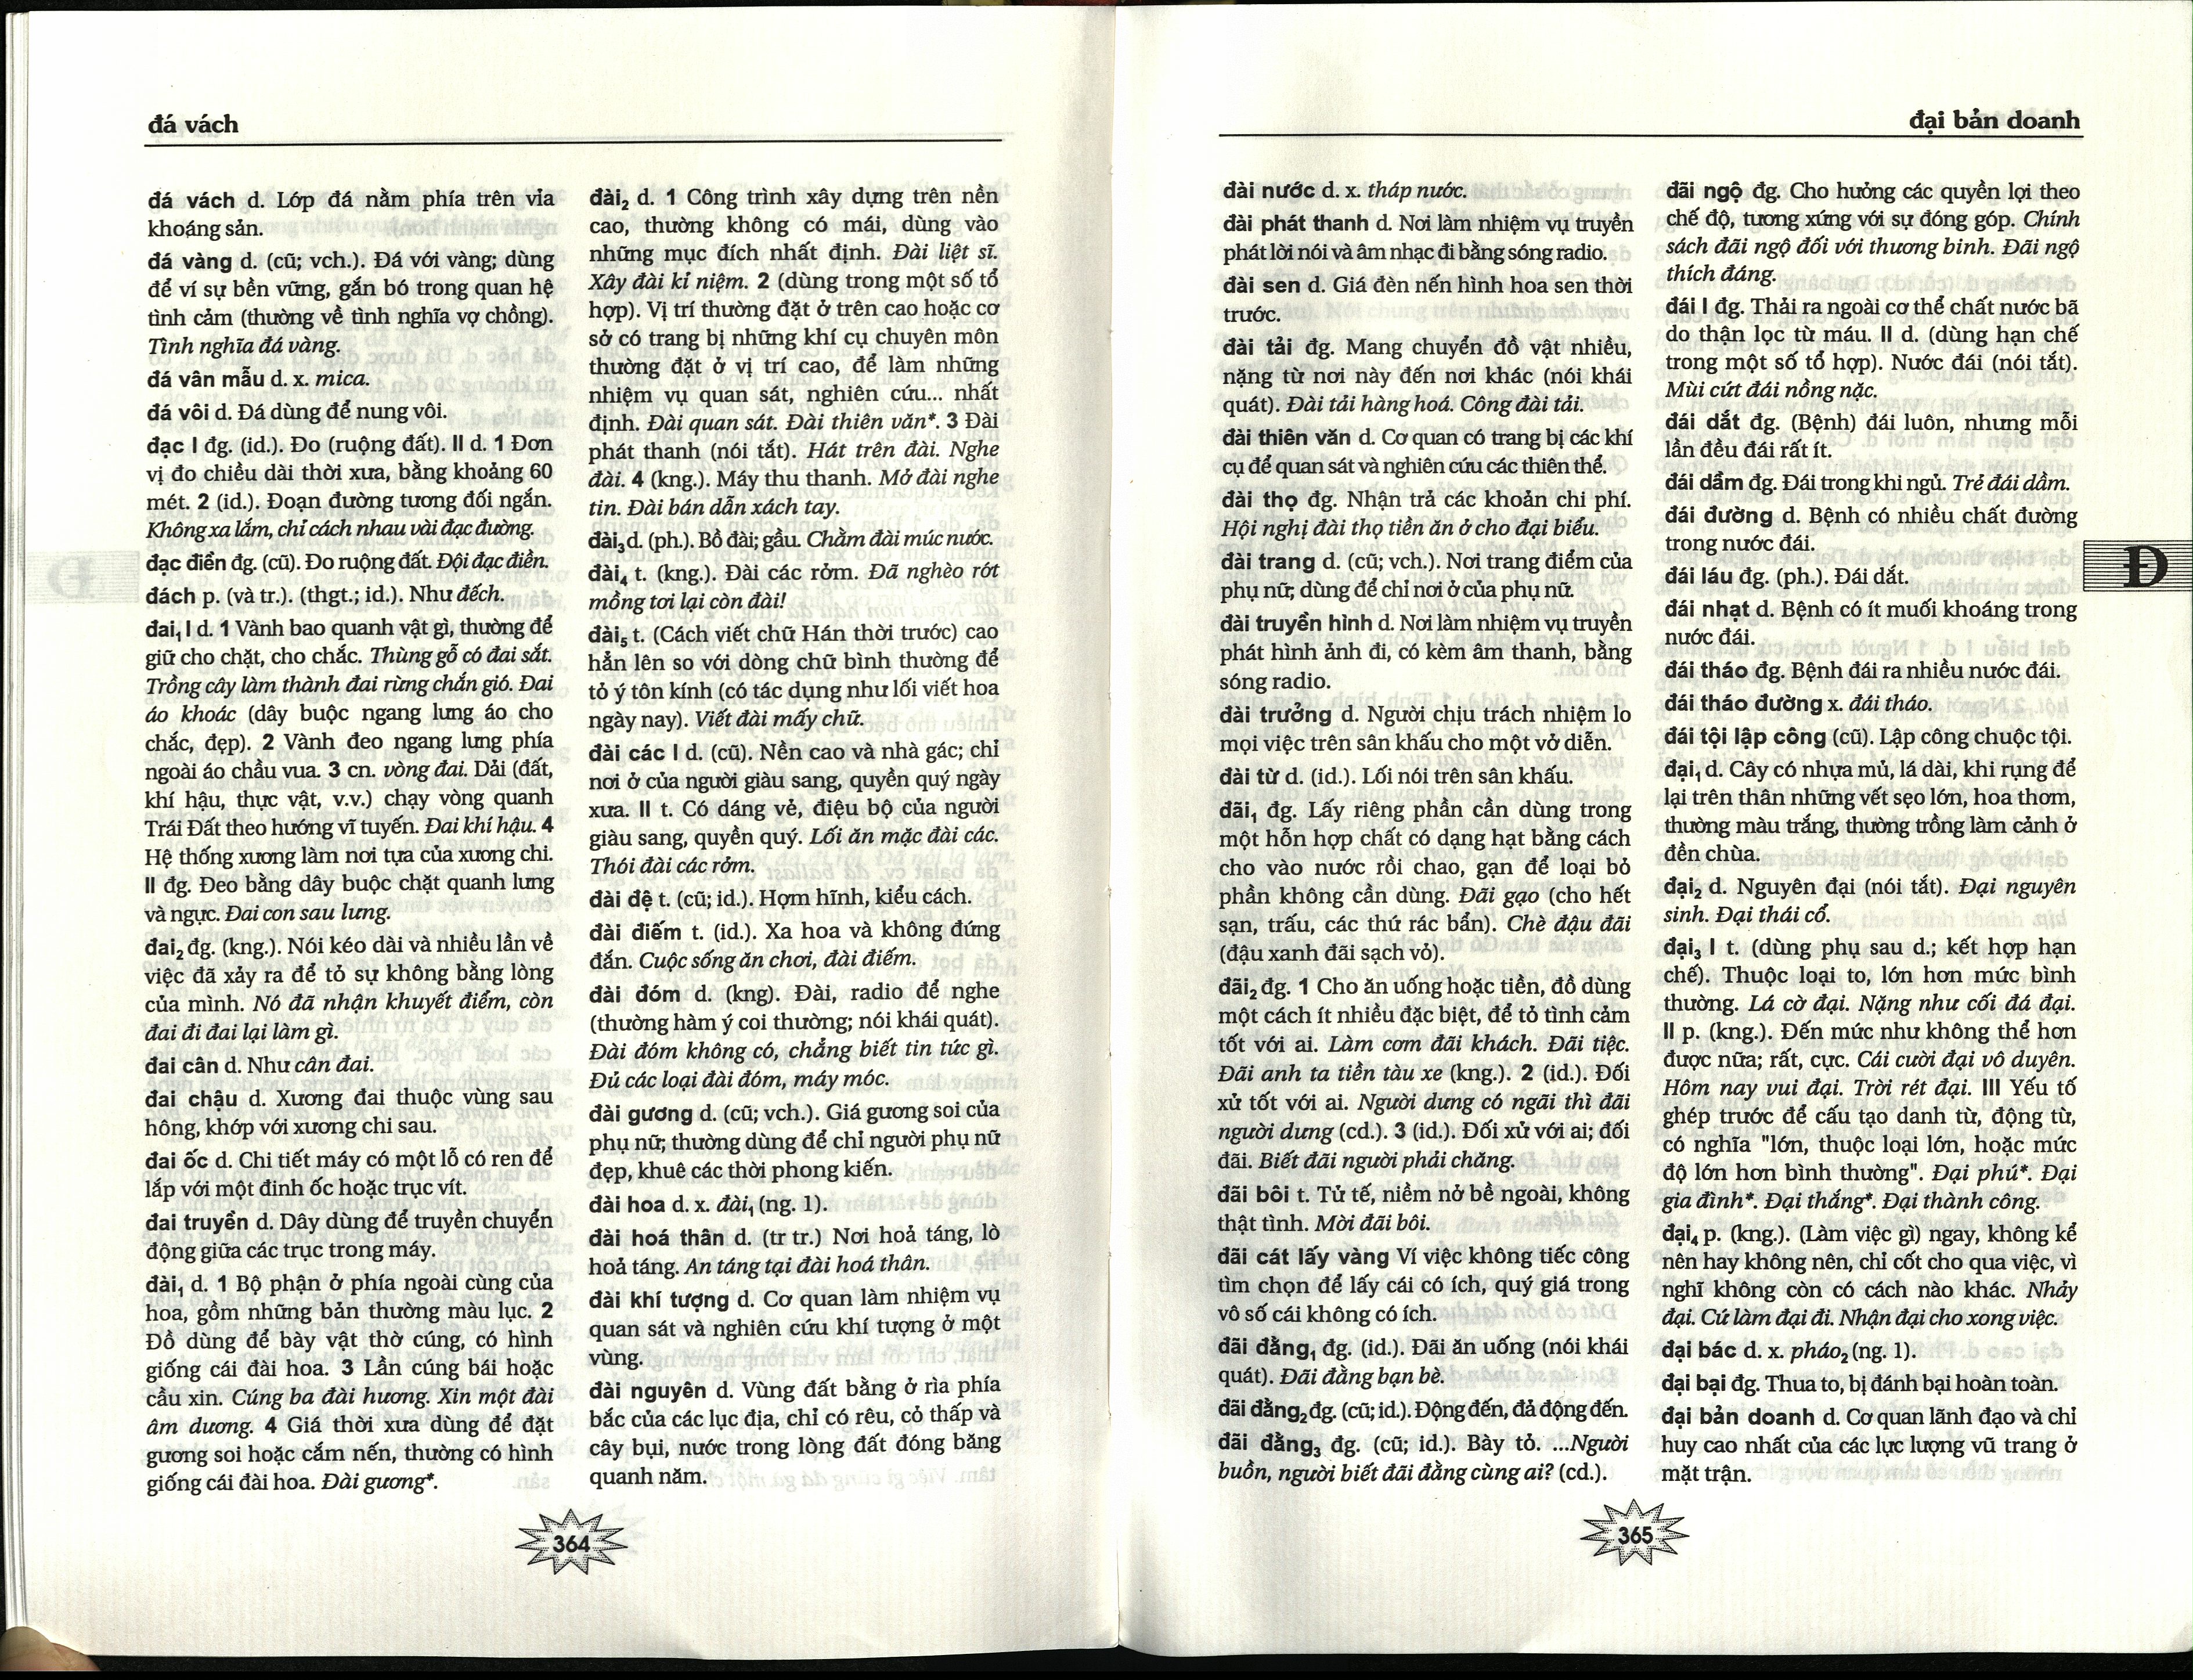 đá vách
đá vách d. Lớp đá nằm phía trên vỉa
khoáng sản.
đá vàng d. (cũ; vch.). Đá với vàng; dùng
để ví sự bền vững, gắn bó trong quan hệ
tình cảm (thường về tình nghĩa vợ chồng).
Tình nghĩa đá vàng.
đá vân mẫu d. x. mica.
đá vôi d. Đá dùng để nung vôi.
đạc I đg. (id.). Đo (ruộng đất). II d. 1 Đơn
vị đo chiều dài thời xưa, bằng khoảng 60
mét. 2 (id.). Đoạn đường tương đối ngắn.
Không xa lắm, chỉ cách nhau vài đạc đường.
đạc điền đg. (cũ). Đo ruộng đất. Đội đạc điền.
đách p. (và tr.). (thgt.; id.). Như đếch.
đai₁ I d. 1 Vành bao quanh vật gì, thường để
giữ cho chặt, cho chắc. Thùng gỗ có đai sắt.
Trồng cây làm thành đai rừng chắn gió. Đai
áo khoác (dây buộc ngang lưng áo cho
chắc, đẹp). 2 Vành đeo ngang lưng phía
ngoài áo chầu vua. 3 cn. vòng đai. Dải (đất,
khí hậu, thực vật, v.v.) chạy vòng quanh
Trái Đất theo hướng vĩ tuyến. Đai khí hậu. 4
Hệ thống xương làm nơi tựa của xương chi.
II đg. Đeo bằng dây buộc chặt quanh lưng
và ngực. Đai con sau lưng.
đai₂ đg. (kng.). Nói kéo dài và nhiều lần về
việc đã xảy ra để tỏ sự không bằng lòng
của mình. Nó đã nhận khuyết điểm, còn
đai đi đai lại làm gì.
đai cân d. Như cân đai.
đai chậu d. Xương đai thuộc vùng sau
hông, khớp với xương chi sau.
đai ốc d. Chi tiết máy có một lỗ có ren để
lắp với một đinh ốc hoặc trục vít.
đai truyền d. Dây dùng để truyền chuyển
động giữa các trục trong máy.
đài₁ d. 1 Bộ phận ở phía ngoài cùng của
hoa, gồm những bản thường màu lục. 2
Đồ dùng để bày vật thờ cúng, có hình
giống cái đài hoa. 3 Lần cúng bái hoặc
cầu xin. Cúng ba đài hương. Xin một đài
âm dương. 4 Giá thời xưa dùng để đặt
gương soi hoặc cắm nến, thường có hình
giống cái đài hoa. Đài gương*.
đài₂ d. 1 Công trình xây dựng trên nền
cao, thường không có mái, dùng vào
những mục đích nhất định. Đài liệt sĩ.
Xây đài kỉ niệm. 2 (dùng trong một số tổ
hợp). Vị trí thường đặt ở trên cao hoặc cơ
sở có trang bị những khí cụ chuyên môn
thường đặt ở vị trí cao, để làm những
nhiệm vụ quan sát, nghiên cứu... nhất
định. Đài quan sát. Đài thiên văn*. 3 Đài
phát thanh (nói tắt). Hát trên đài. Nghe
đài. 4 (kng.). Máy thu thanh. Mở đài nghe
tin. Đài bán dẫn xách tay.
đài₃ d. (ph.). Bồ đài; gầu. Chằm đài múc nước.
đài₄ t. (kng.). Đài các rởm. Đã nghèo rớt
mồng tơi lại còn đài!
đài₅ t. (Cách viết chữ Hán thời trước) cao
hẳn lên so với dòng chữ bình thường để
tỏ ý tôn kính (có tác dụng như lối viết hoa
ngày nay). Viết đài mấy chữ.
đài các I d. (cũ). Nền cao và nhà gác; chỉ
nơi ở của người giàu sang, quyền quý ngày
xưa. II t. Có dáng vẻ, điệu bộ của người
giàu sang, quyền quý. Lối ăn mặc đài các.
Thói đài các rởm.
đài đệ t. (cũ; id.). Hợm hĩnh, kiểu cách.
đài điếm t. (id.). Xa hoa và không đứng
đắn. Cuộc sống ăn chơi, đài điếm.
đài đóm d. (kng). Đài, radio để nghe
(thường hàm ý coi thường; nói khái quát).
Đài đóm không có, chẳng biết tin tức gì.
Đủ các loại đài đóm, máy móc.
đài gương d. (cũ; vch.). Giá gương soi của
phụ nữ; thường dùng để chỉ người phụ nữ
đẹp, khuê các thời phong kiến.
đài hoa d. x. đài₁ (ng. 1).
đài hoá thân d. (tr tr.) Nơi hoả táng, lò
hoả táng. An táng tại đài hoá thân.
đài khí tượng d. Cơ quan làm nhiệm vụ
quan sát và nghiên cứu khí tượng ở một
vùng.
đài nguyên d. Vùng đất bằng ở rìa phía
bắc của các lục địa, chỉ có rêu, cỏ thấp và
cây bụi, nước trong lòng đất đóng băng
quanh năm.
364
đại bản doanh
đài nước d. x. tháp nước.
đài phát thanh d. Nơi làm nhiệm vụ truyền
phát lời nói và âm nhạc đi bằng sóng radio.
đài sen d. Giá đèn nến hình hoa sen thời
trước.
đài tải đg. Mang chuyển đồ vật nhiều,
nặng từ nơi này đến nơi khác (nói khái
quát). Đài tải hàng hoá. Công đài tải.
đài thiên văn d. Cơ quan có trang bị các khí
cụ để quan sát và nghiên cứu các thiên thể.
đài thọ đg. Nhận trả các khoản chi phí.
Hội nghị đài thọ tiền ăn ở cho đại biểu.
đài trang d. (cũ; vch.). Nơi trang điểm của
phụ nữ; dùng để chỉ nơi ở của phụ nữ.
đài truyền hình d. Nơi làm nhiệm vụ truyền
phát hình ảnh đi, có kèm âm thanh, bằng
sóng radio.
đài trưởng d. Người chịu trách nhiệm lo
mọi việc trên sân khấu cho một vở diễn.
đài từ d. (id.). Lối nói trên sân khấu.
đãi₁ đg. Lấy riêng phần cần dùng trong
một hỗn hợp chất có dạng hạt bằng cách
cho vào nước rồi chao, gạn để loại bỏ
phần không cần dùng. Đãi gạo (cho hết
sạn, trấu, các thứ rác bẩn). Chè đậu đãi
(đậu xanh đãi sạch vỏ).
đãi₂ đg. 1 Cho ăn uống hoặc tiền, đồ dùng
một cách ít nhiều đặc biệt, để tỏ tình cảm
tốt với ai. Làm cơm đãi khách. Đãi tiệc.
Đãi anh ta tiền tàu xe (kng.). 2 (id.). Đối
xử tốt với ai. Người dưng có ngãi thì đãi
người dưng (cd.). 3 (id.). Đối xử với ai; đối
đãi. Biết đãi người phải chăng.
đãi bôi t. Tử tế, niềm nở bề ngoài, không
thật tình. Mời đãi bôi.
đãi cát lấy vàng Ví việc không tiếc công
tìm chọn để lấy cái có ích, quý giá trong
vô số cái không có ích.
đãi đằng₁ đg. (id.). Đãi ăn uống (nói khái
quát). Đãi đằng bạn bè.
đãi đằng₂ đg. (cũ; id.). Động đến, đả động đến.
đãi đằng₃ đg. (cũ; id.). Bày tỏ. ...Người
buồn, người biết đãi đằng cùng ai? (cd.).
đãi ngộ đg. Cho hưởng các quyền lợi theo
chế độ, tương xứng với sự đóng góp. Chính
sách đãi ngộ đối với thương binh. Đãi ngộ
thích đáng.
đái I đg. Thải ra ngoài cơ thể chất nước bã
do thận lọc từ máu. II d. (dùng hạn chế
trong một số tổ hợp). Nước đái (nói tắt).
Mùi cứt đái nồng nặc.
đái dắt đg. (Bệnh) đái luôn, nhưng mỗi
lần đều đái rất ít.
đái dầm đg. Đái trong khi ngủ. Trẻ đái dầm.
đái đường d. Bệnh có nhiều chất đường
trong nước đái.
đái láu đg. (ph.). Đái dắt.
đái nhạt d. Bệnh có ít muối khoáng trong
nước đái.
đái tháo đg. Bệnh đái ra nhiều nước đái.
đái tháo đường x. đái tháo.
đái tội lập công (cũ). Lập công chuộc tội.
đại₁ d. Cây có nhựa mủ, lá dài, khi rụng để
lại trên thân những vết sẹo lớn, hoa thơm,
thường màu trắng, thường trồng làm cảnh ở
đền chùa.
đại₂ d. Nguyên đại (nói tắt). Đại nguyên
sinh. Đại thái cổ.
đại₃ I t. (dùng phụ sau d.; kết hợp hạn
chế). Thuộc loại to, lớn hơn mức bình
thường. Lá cờ đại. Nặng như cối đá đại.
II p. (kng.). Đến mức như không thể hơn
được nữa; rất, cực. Cái cười đại vô duyên.
Hôm nay vui đại. Trời rét đại. III Yếu tố
ghép trước để cấu tạo danh từ, động từ,
có nghĩa "lớn, thuộc loại lớn, hoặc mức
độ lớn hơn bình thường". Đại phú*. Đại
gia đình*. Đại thắng*. Đại thành công.
đại₄ p. (kng.). (Làm việc gì) ngay, không kể
nên hay không nên, chỉ cốt cho qua việc, vì
nghĩ không còn có cách nào khác. Nhảy
đại. Cứ làm đại đi. Nhận đại cho xong việc.
đại bác d. x. pháo₂ (ng. 1).
đại bại đg. Thua to, bị đánh bại hoàn toàn.
đại bản doanh d. Cơ quan lãnh đạo và chỉ
huy cao nhất của các lực lượng vũ trang ở
mặt trận.
Đ
365